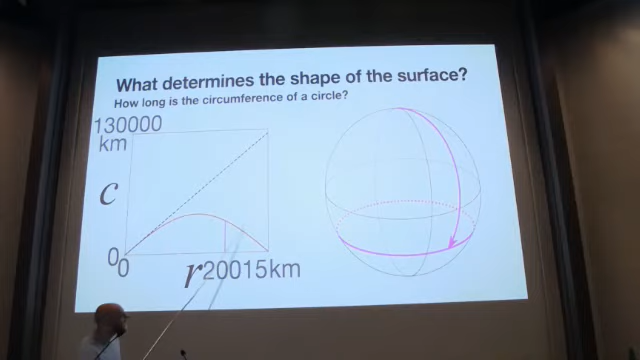 What determines the shape of the surface?
How long is the circumference of a circle?
130000
km
c
0
0
r 20015km